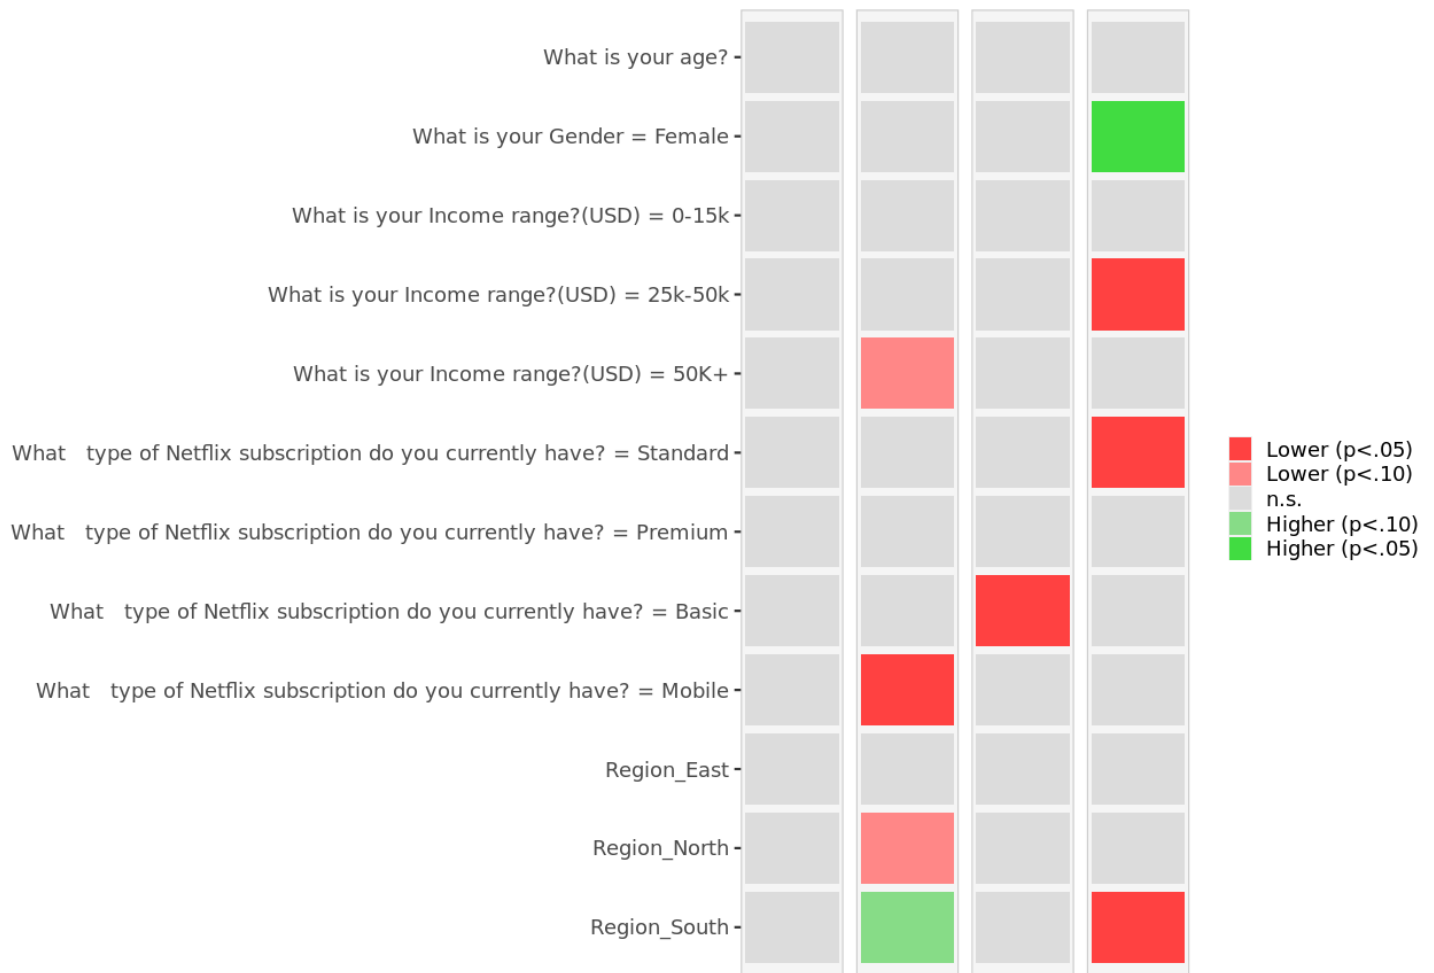 What is your age?
What is your Gender = Female
What is your Income range?(USD) = 0-15k
What is your Income range?(USD) = 25k-50k
What is your Income range?(USD) = 50K+
What   type of Netflix subscription do you currently have? = Standard
What   type of Netflix subscription do you currently have? = Premium
What   type of Netflix subscription do you currently have? = Basic
What   type of Netflix subscription do you currently have? = Mobile
Region_East
Region_North
Region_South
Lower (p<.05)
Lower (p<.10)
n.s.
Higher (p<.10)
Higher (p<.05)